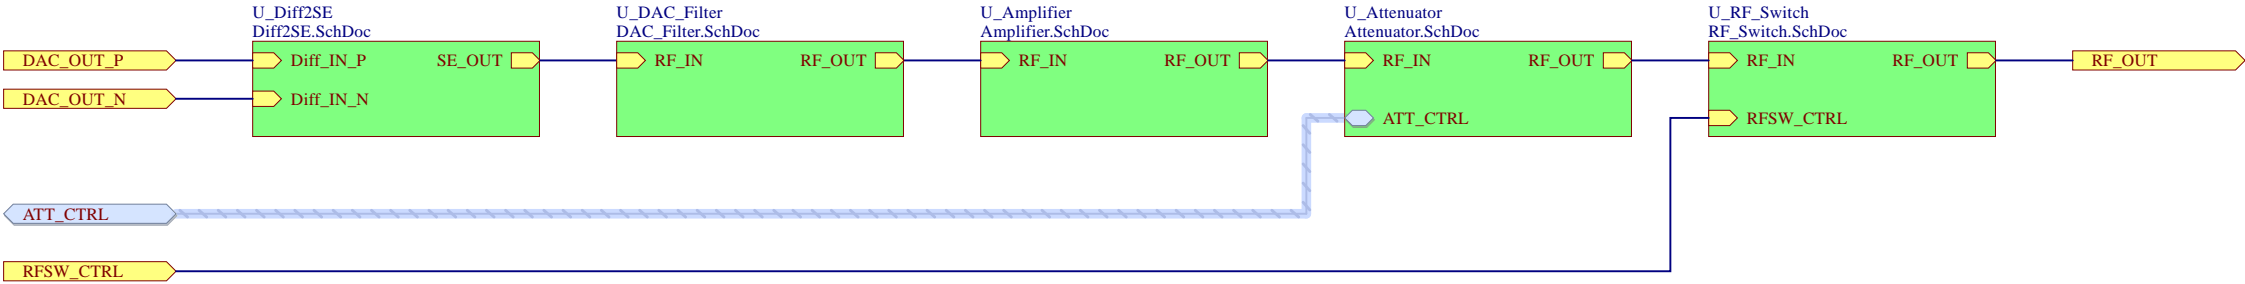 U_Diff2SE
Diff2SE.SchDoc
U_DAC_Filter
DAC_Filter.SchDoc
U_Amplifier
Amplifier.SchDoc
U_Attenuator
Attenuator.SchDoc
U_RF_Switch
RF_Switch.SchDoc
DAC_OUT_P
Diff_IN_P
SE_OUT
RF_IN
RF_OUT
RF_IN
RF_OUT
RF_IN
RF_OUT
RF_IN
RF_OUT
RF_OUT
DAC_OUT_N
Diff_IN_N
ATT_CTRL
RFSW_CTRL
ATT_CTRL
RFSW_CTRL